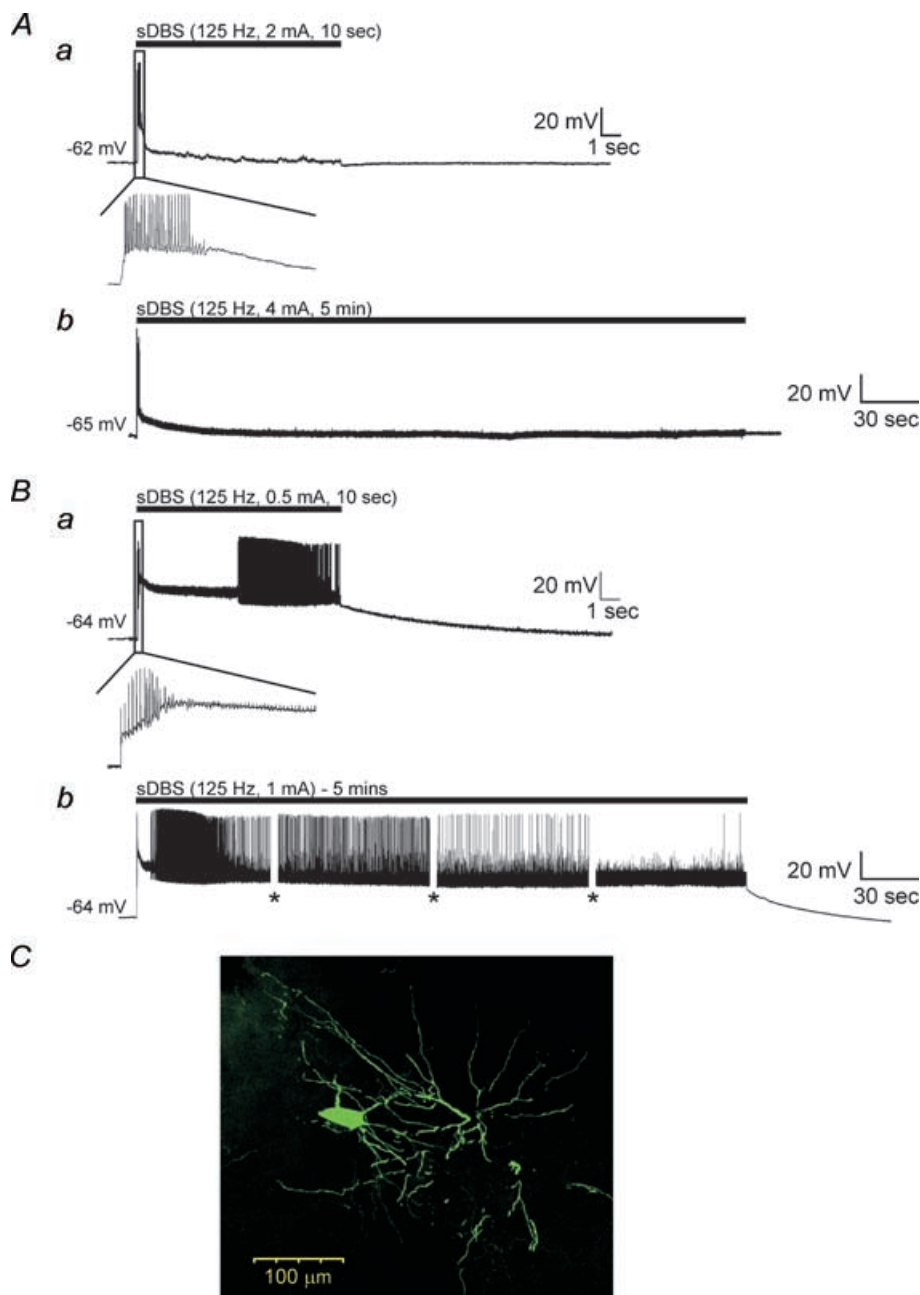 A
a
sDBS (125 Hz, 2 mA, 10 sec)
-62 mV
20 mV
1 sec
b
sDBS (125 Hz, 4 mA, 5 min)
-65 mV
20 mV
30 sec
B
a
sDBS (125 Hz, 0.5 mA, 10 sec)
-64 mV
20 mV
1 sec
b
sDBS (125 Hz, 1 mA) - 5 mins
-64 mV
20 mV
30 sec
* * *
C
100 μm